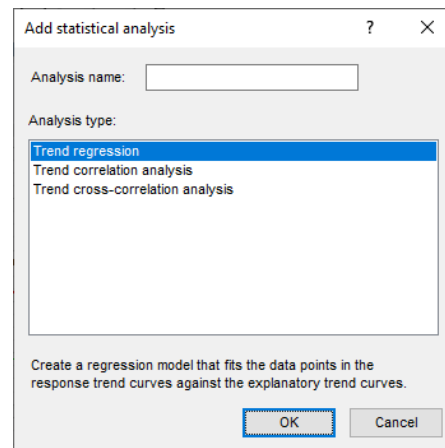 Add statistical analysis ?
Analysis name:
Analysis type:
Trend regression
Trend correlation analysis
Trend cross-correlation analysis
Create a regression model that fits the data points in the
response trend curves against the explanatory trend curves.
OK Cancel